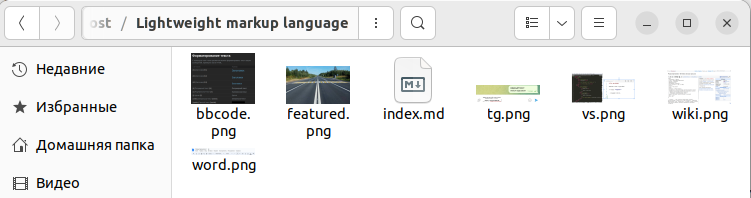 ost / Lightweight markup language
Недавние
Избранные
Домашняя папка
Видео
bbcode.
png
featured.
png
index.md
tg.png
vs.png
wiki.png
word.png